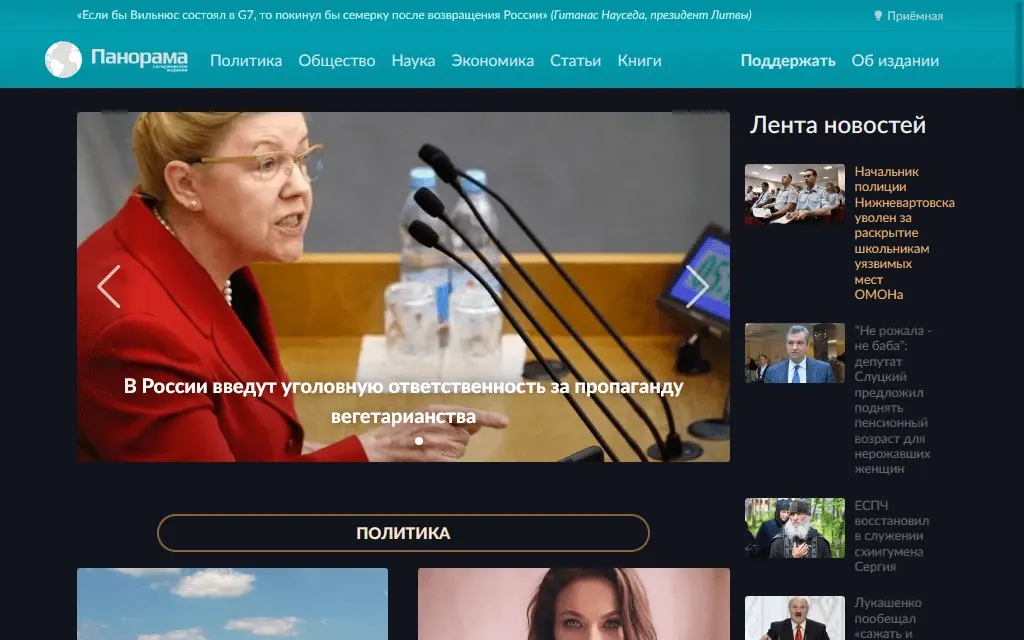 «Если бы Вильнюс состоял в G7, то покинул бы семерку после возвращения России» (Гитанас Науседа, президент Литвы)
Приёмная
Панорама
сатирическое
издание
Политика Общество Наука Экономика Статьи Книги
Поддержать Об издании
В России введут уголовную ответственность за пропаганду
вегетарианства
ПОЛИТИКА
Лента новостей
Начальник
полиции
Нижневартовска
уволен за
раскрытие
школьникам
уязвимых
мест
ОМОНа
"Не рожала -
не баба":
депутат
Слуцкий
предложил
поднять
пенсионный
возраст для
нерожавших
женщин
ЕСПЧ
восстановил
в служении
схиигумена
Сергия
Лукашенко
пообещал
«сажать и